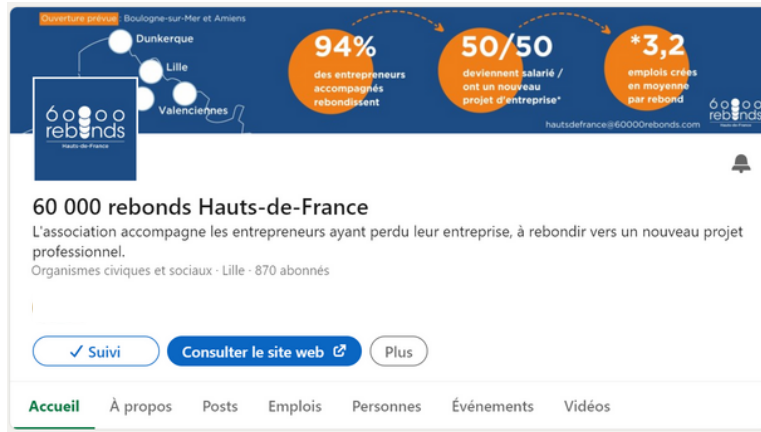 Ouverture prévue : Boulogne-sur-Mer et Amiens
Dunkerque
Lille
Valenciennes
94%
des entrepreneurs
accompagnés
rebondissent
50/50
deviennent salarié /
ont un nouveau
projet d'entreprise*
*3,2
emplois crées
en moyenne
par rebond
hautsdefrance@60000rebonds.com
60000
rebonds
60000
rebonds
Hauts-de-France
60 000 rebonds Hauts-de-France
L'association accompagne les entrepreneurs ayant perdu leur entreprise, à rebondir vers un nouveau projet
professionnel.
Organismes civiques et sociaux · Lille · 870 abonnés
Suivi
Consulter le site web
Plus
Accueil À propos Posts Emplois Personnes Événements Vidéos